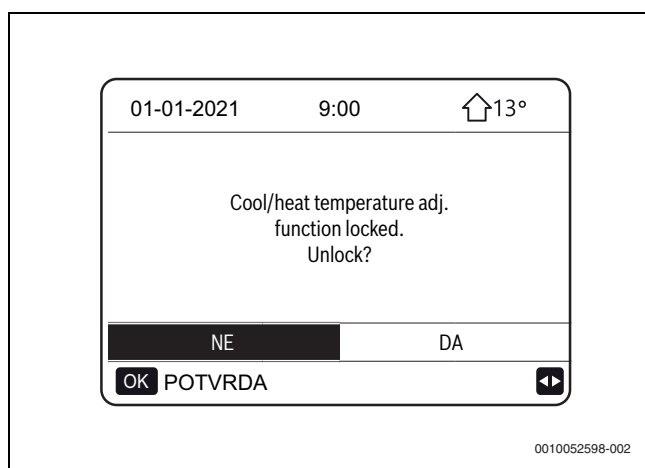 01-01-2021 9:00 13°
Cool/heat temperature adj.
function locked.
Unlock?
NE DA
OK POTVRDA
0010052598-002